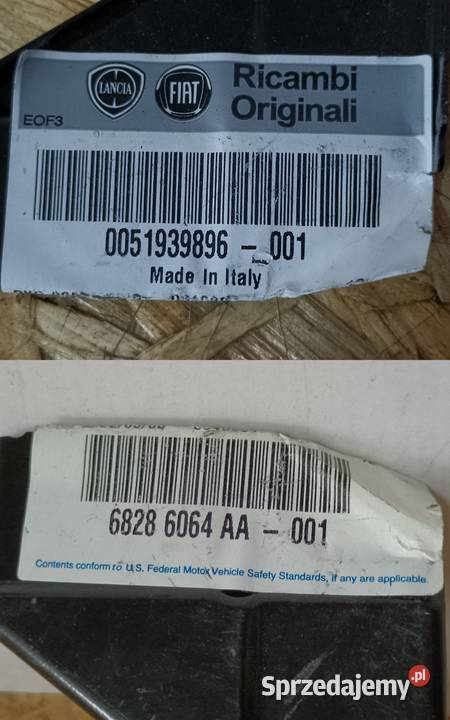 LANCIA
FIAT
Ricambi
Originali
EOF3
0051939896 - 001
Made In Italy
6828 6064 AA - 001
Contents conform to U.S. Federal Motor Vehicle Safety Standards, if any are applicable.
Sprzedajemy.pl